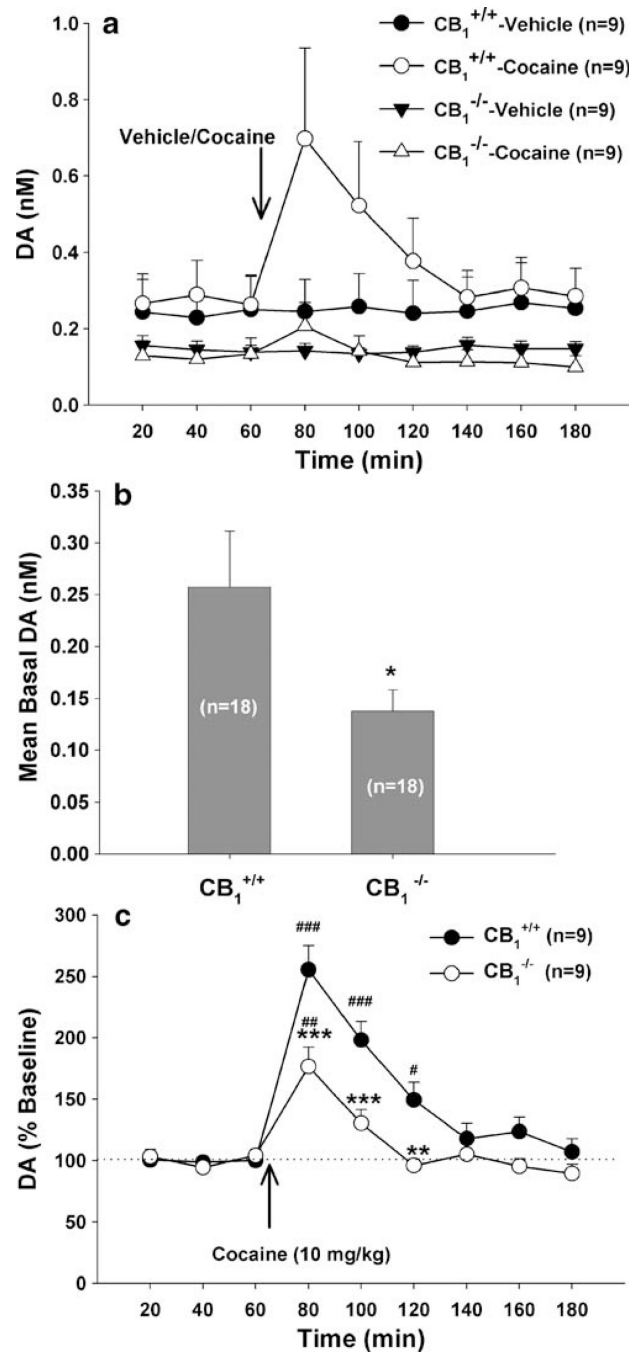 a
CB₁⁺/⁺-Vehicle (n=9)
CB₁⁺/⁺-Cocaine (n=9)
CB₁⁻/⁻-Vehicle (n=9)
CB₁⁻/⁻-Cocaine (n=9)
Vehicle/Cocaine
DA (nM)
1.0
0.8
0.6
0.4
0.2
0.0
20 40 60 80 100 120 140 160 180
Time (min)
b
Mean Basal DA (nM)
0.35
0.30
0.25
0.20
0.15
0.10
0.05
0.00
*
(n=18)
(n=18)
CB₁⁺/⁺ CB₁⁻/⁻
c
CB₁⁺/⁺ (n=9)
CB₁⁻/⁻ (n=9)
DA (% Baseline)
300
250
200
150
100
50
0
###
###
##
***
#
***
**
Cocaine (10 mg/kg)
20 40 60 80 100 120 140 160 180
Time (min)